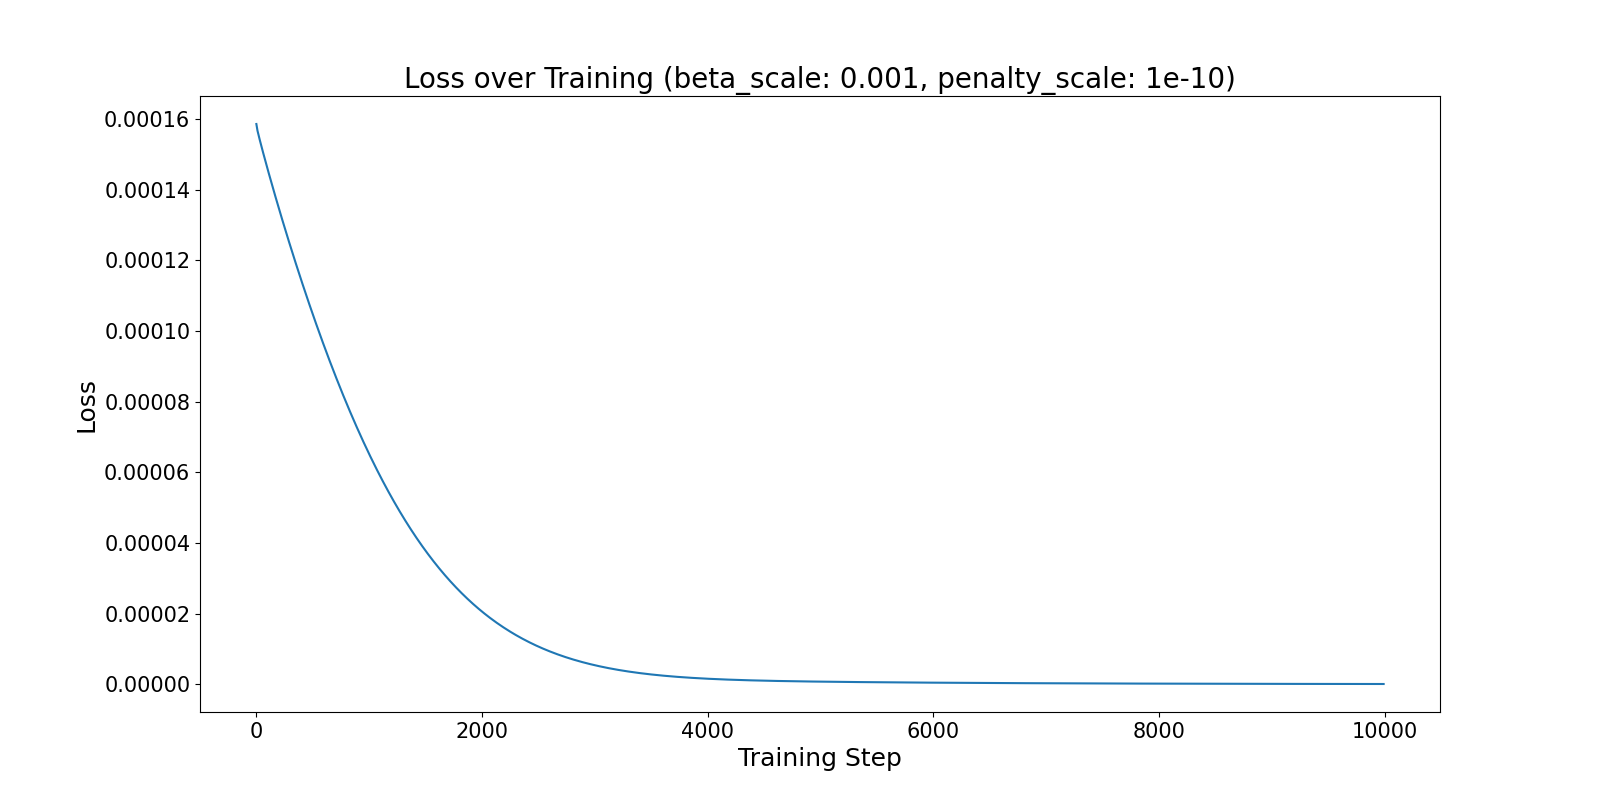 Loss over Training (beta_scale: 0.001, penalty_scale: 1e-10)
0.00016
0.00014
0.00012
0.00010
0.00008
0.00006
0.00004
0.00002
0.00000
Loss
0 2000 4000 6000 8000 10000
Training Step